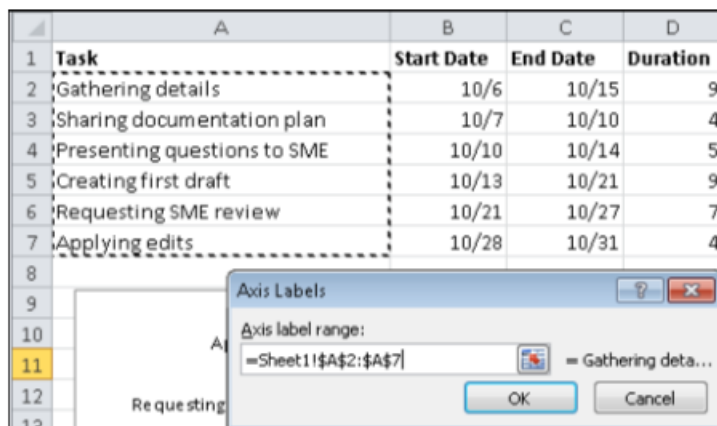 A B C D
1 Task Start Date End Date Duration
2 Gathering details 10/6 10/15 9
3 Sharing documentation plan 10/7 10/10 4
4 Presenting questions to SME 10/10 10/14 5
5 Creating first draft 10/13 10/21 9
6 Requesting SME review 10/21 10/27 7
7 Applying edits 10/28 10/31 4
8
9 Axis Labels
10 Axis label range:
11 =Sheet1!$A$2:$A$7 = Gathering deta...
12 Requesting OK Cancel